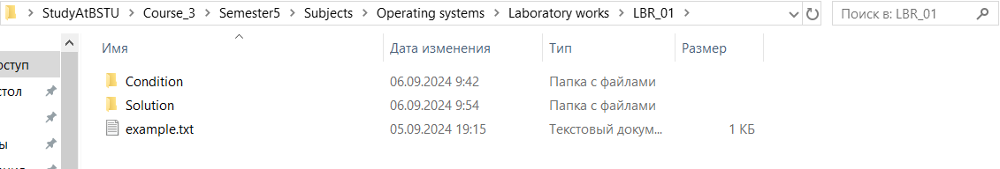 StudyAtBSTU > Course_3 > Semester5 > Subjects > Operating systems > Laboratory works > LBR_01 >
Поиск в: LBR_01
Имя Дата изменения Тип Размер
Condition 06.09.2024 9:42 Папка с файлами
Solution 06.09.2024 9:54 Папка с файлами
example.txt 05.09.2024 19:15 Текстовый докум... 1 КБ
оступ
стол